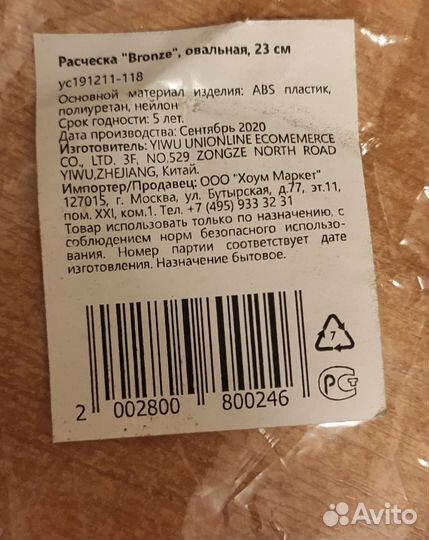 Расческа "Bronze", овальная, 23 см
yc191211-118
Основной материал изделия: ABS пластик,
полиуретан, нейлон
Срок годности: 5 лет.
Дата производства: Сентябрь 2020
Изготовитель: YIWU UNIONLINE ECOMEMERCE
CO., LTD. 3F, NO.529 ZONGZE NORTH ROAD
YIWU,ZHEJIANG, Китай.
Импортер/Продавец: ООО "Хоум Маркет"
127015, г. Москва, ул. Бутырская, д.77, эт.11,
пом. XXI, ком.1. Тел. +7 (495) 933 32 31
Товар использовать только по назначению, с
соблюдением норм безопасного использо-
вания. Номер партии соответствует дате
изготовления. Назначение бытовое.
7
РСТ
2 002800 800246
Avito